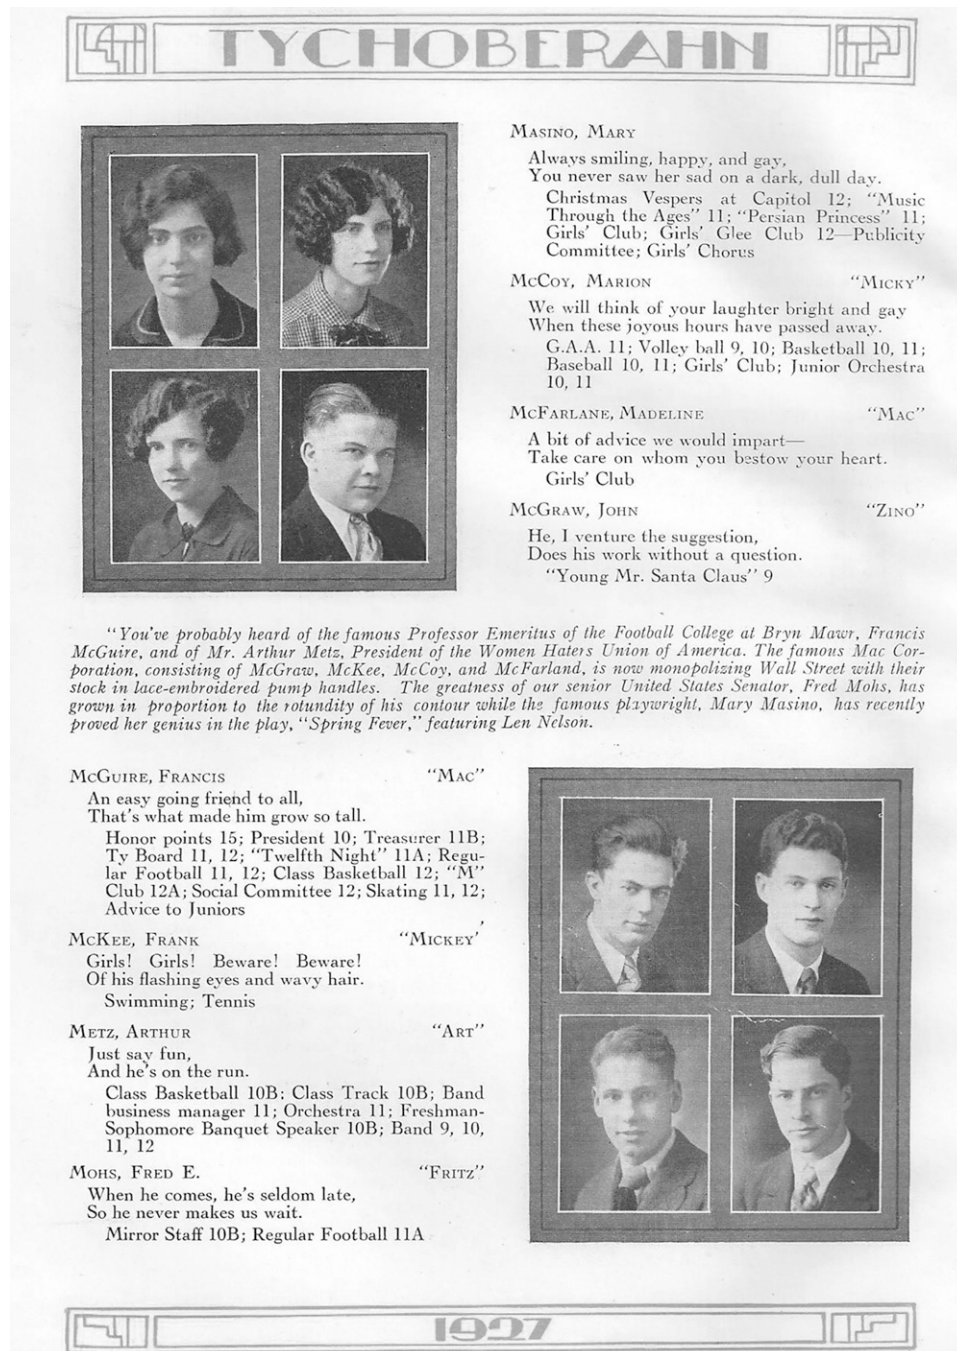 TYCHOBERAHN
MASINO, MARY
Always smiling, happy, and gay,
You never saw her sad on a dark, dull day.
Christmas Vespers at Capitol 12; "Music
Through the Ages" 11; "Persian Princess" 11;
Girls' Club; Girls' Glee Club 12—Publicity
Committee; Girls' Chorus
MCCOY, MARION "MICKY"
We will think of your laughter bright and gay
When these joyous hours have passed away.
G.A.A. 11; Volley ball 9, 10; Basketball 10, 11;
Baseball 10, 11; Girls' Club; Junior Orchestra
10, 11
MCFARLANE, MADELINE "MAC"
A bit of advice we would impart—
Take care on whom you bestow your heart.
Girls' Club
MCGRAW, JOHN "ZINO"
He, I venture the suggestion,
Does his work without a question.
"Young Mr. Santa Claus" 9
"You've probably heard of the famous Professor Emeritus of the Football College at Bryn Mawr, Francis
McGuire, and of Mr. Arthur Metz, President of the Women Haters Union of America. The famous Mac Cor-
poration, consisting of McGraw, McKee, McCoy, and McFarland, is now monopolizing Wall Street with their
stock in lace-embroidered pump handles. The greatness of our senior United States Senator, Fred Mohs, has
grown in proportion to the rotundity of his contour while the famous playwright, Mary Masino, has recently
proved her genius in the play, "Spring Fever," featuring Len Nelson.
MCGUIRE, FRANCIS "MAC"
An easy going friend to all,
That's what made him grow so tall.
Honor points 15; President 10; Treasurer 11B;
Ty Board 11, 12; "Twelfth Night" 11A; Regu-
lar Football 11, 12; Class Basketball 12; "M"
Club 12A; Social Committee 12; Skating 11, 12;
Advice to Juniors
MCKEE, FRANK "MICKEY'
Girls! Girls! Beware! Beware!
Of his flashing eyes and wavy hair.
Swimming; Tennis
METZ, ARTHUR "ART"
Just say fun,
And he's on the run.
Class Basketball 10B; Class Track 10B; Band
business manager 11; Orchestra 11; Freshman-
Sophomore Banquet Speaker 10B; Band 9, 10,
11, 12
MOHS, FRED E. "FRITZ"
When he comes, he's seldom late,
So he never makes us wait.
Mirror Staff 10B; Regular Football 11A
1927